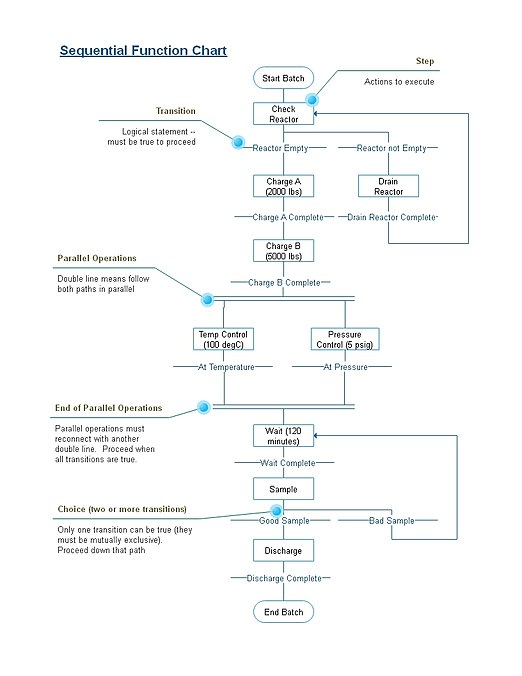 Sequential Function Chart
Step
Start Batch
Actions to execute
Check
Reactor
Transition
Logical statement --
must be true to proceed
Reactor Empty
Reactor not Empty
Charge A
(2000 lbs)
Drain
Reactor
Charge A Complete
Drain Reactor Complete
Charge B
(5000 lbs)
Parallel Operations
Double line means follow
both paths in parallel
Charge B Complete
Temp Control
(100 degC)
Pressure
Control (5 psig)
At Temperature
At Pressure
End of Parallel Operations
Parallel operations must
reconnect with another
double line. Proceed when
all transitions are true.
Wait (120
minutes)
Wait Complete
Sample
Choice (two or more transitions)
Only one transition can be true (they
must be mutually exclusive).
Proceed down that path
Good Sample
Bad Sample
Discharge
Discharge Complete
End Batch